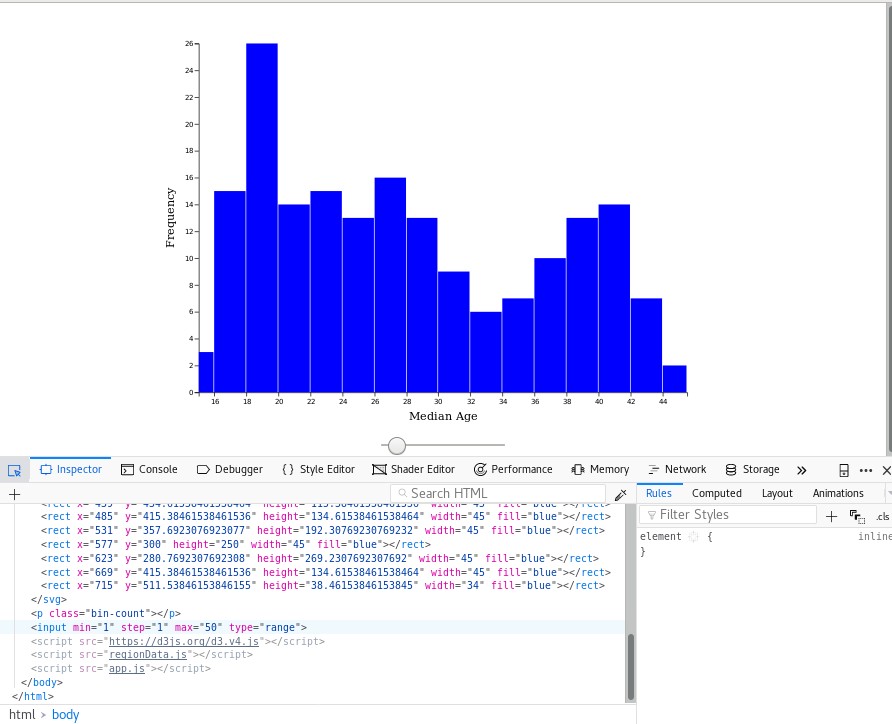 26
24
22
20
18
16
14
12
10
8
6
4
2
0
Frequency
16 18 20 22 24 26 28 30 32 34 36 38 40 42 44
Median Age
Inspector Console Debugger { } Style Editor Shader Editor Performance Memory Network Storage
Search HTML
Rules Computed Layout Animations
Filter Styles + .cls
element { inline
}
<rect x="485" y="415.38461538461536" height="134.61538461538464" width="45" fill="blue"></rect>
<rect x="531" y="357.6923076923077" height="192.30769230769232" width="45" fill="blue"></rect>
<rect x="577" y="300" height="250" width="45" fill="blue"></rect>
<rect x="623" y="280.7692307692308" height="269.2307692307692" width="45" fill="blue"></rect>
<rect x="669" y="415.38461538461536" height="134.61538461538464" width="45" fill="blue"></rect>
<rect x="715" y="511.53846153846155" height="38.46153846153845" width="34" fill="blue"></rect>
</svg>
<p class="bin-count"></p>
<input min="1" step="1" max="50" type="range">
<script src="https://d3js.org/d3.v4.js"></script>
<script src="regionData.js"></script>
<script src="app.js"></script>
</body>
</html>
html > body